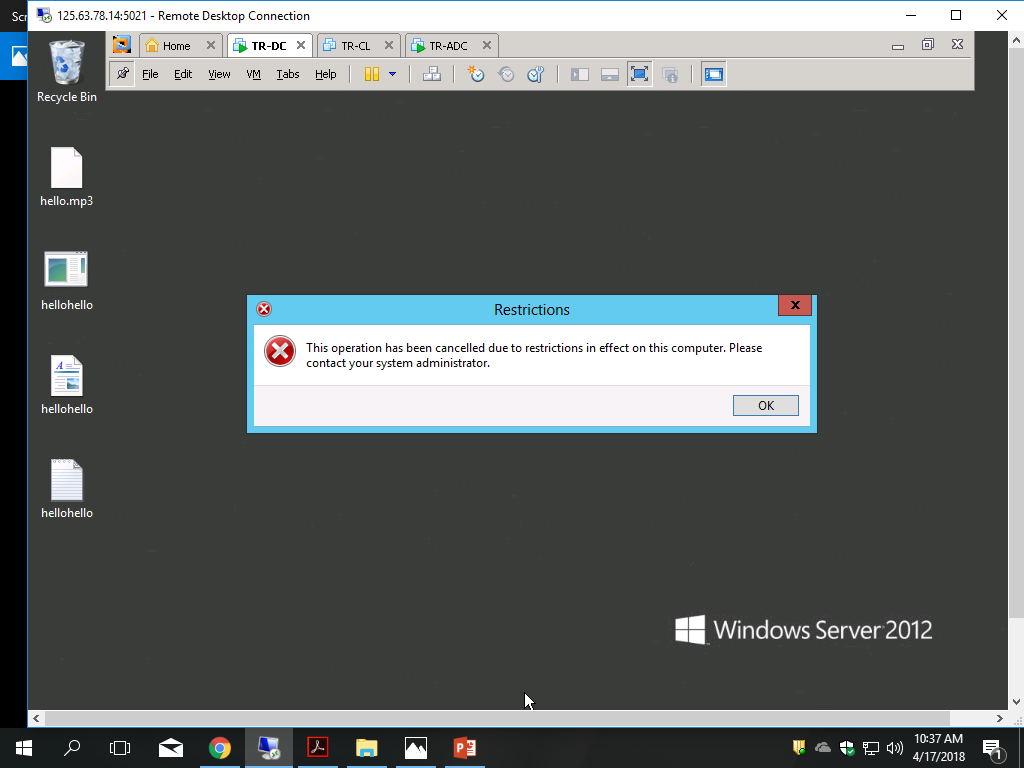 Scr
125.63.78.14:5021 - Remote Desktop Connection
Home
TR-DC
TR-CL
TR-ADC
File Edit View VM Tabs Help
Recycle Bin
hello.mp3
hellohello
hellohello
hellohello
Restrictions
This operation has been cancelled due to restrictions in effect on this computer. Please
contact your system administrator.
OK
Windows Server 2012
10:37 AM
4/17/2018
1